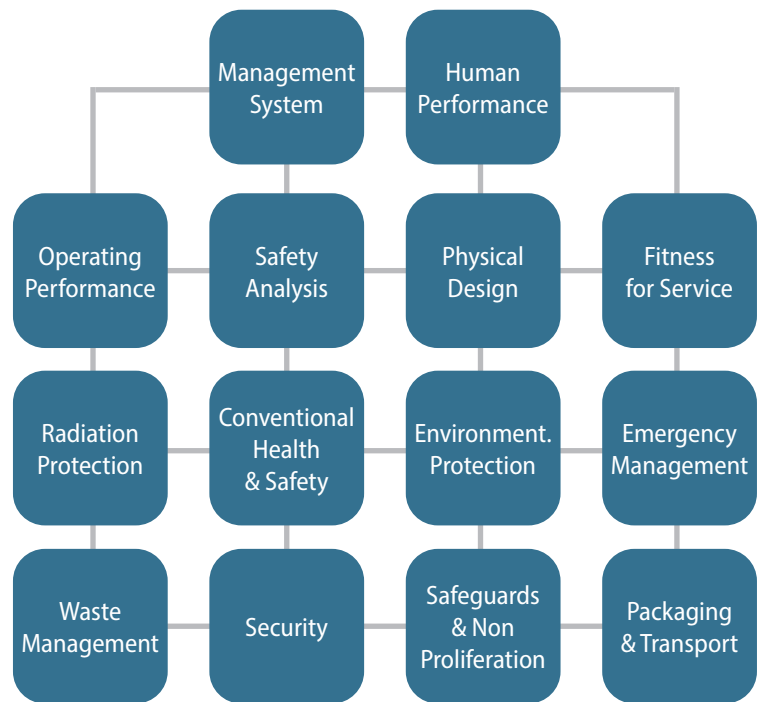 Management
System
Human
Performance
Operating
Performance
Safety
Analysis
Physical
Design
Fitness
for Service
Radiation
Protection
Conventional
Health
& Safety
Environment.
Protection
Emergency
Management
Waste
Management
Security
Safeguards
& Non
Proliferation
Packaging
& Transport